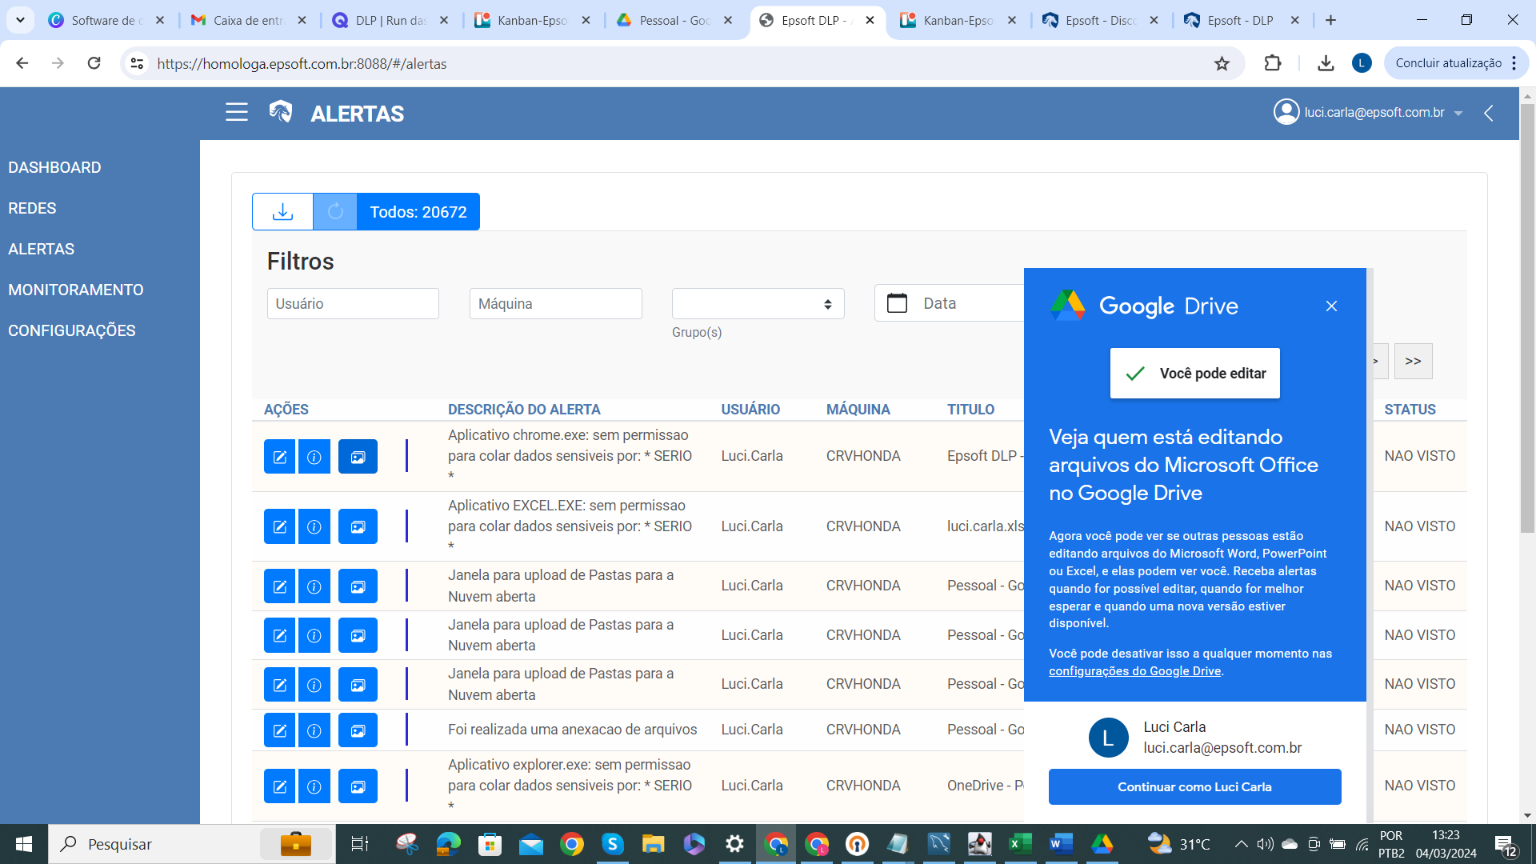 Software de c
Caixa de entr
DLP | Run das
Kanban-Epso
Pessoal - Goo
Epsoft DLP - 
Kanban-Epsof
Epsoft - Disco
Epsoft - DLP
https://homologa.epsoft.com.br:8088/#/alertas
L
Concluir atualização
ALERTAS
luci.carla@epsoft.com.br
DASHBOARD
REDES
ALERTAS
MONITORAMENTO
CONFIGURAÇÕES
Todos: 20672
Filtros
Usuário
Máquina
Grupo(s)
Data
>
>>
AÇÕES
DESCRIÇÃO DO ALERTA
USUÁRIO
MÁQUINA
TITULO
STATUS
Aplicativo chrome.exe: sem permissao
para colar dados sensiveis por: * SERIO
*
Luci.Carla
CRVHONDA
Epsoft DLP -
NAO VISTO
Aplicativo EXCEL.EXE: sem permissao
para colar dados sensiveis por: * SERIO
*
Luci.Carla
CRVHONDA
luci.carla.xls
NAO VISTO
Janela para upload de Pastas para a
Nuvem aberta
Luci.Carla
CRVHONDA
Pessoal - Go
NAO VISTO
Janela para upload de Pastas para a
Nuvem aberta
Luci.Carla
CRVHONDA
Pessoal - Go
NAO VISTO
Janela para upload de Pastas para a
Nuvem aberta
Luci.Carla
CRVHONDA
Pessoal - Go
NAO VISTO
Foi realizada uma anexacao de arquivos
Luci.Carla
CRVHONDA
Pessoal - Go
NAO VISTO
Aplicativo explorer.exe: sem permissao
para colar dados sensiveis por: * SERIO
*
Luci.Carla
CRVHONDA
OneDrive - P
NAO VISTO
Google Drive
Você pode editar
Veja quem está editando
arquivos do Microsoft Office
no Google Drive
Agora você pode ver se outras pessoas estão
editando arquivos do Microsoft Word, PowerPoint
ou Excel, e elas podem ver você. Receba alertas
quando for possível editar, quando for melhor
esperar e quando uma nova versão estiver
disponível.
Você pode desativar isso a qualquer momento nas
configurações do Google Drive.
L
Luci Carla
luci.carla@epsoft.com.br
Continuar como Luci Carla
Pesquisar
31°C
POR
PTB2
13:23
04/03/2024
12